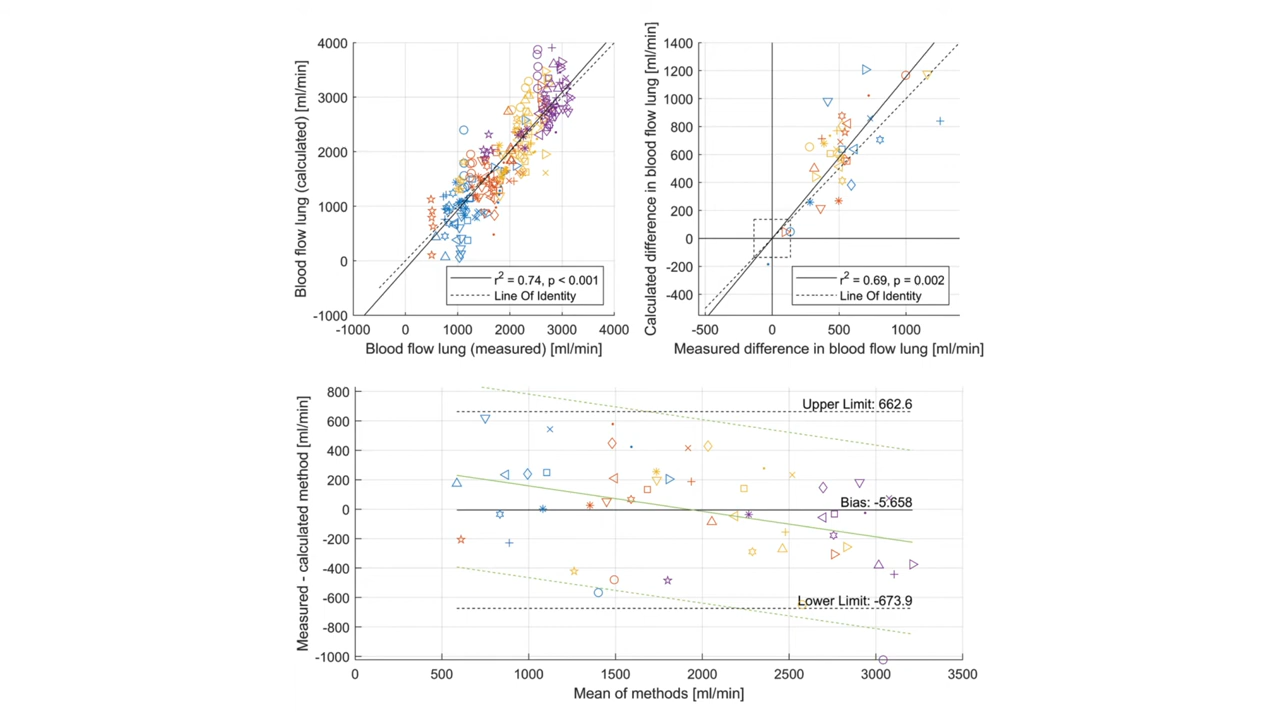 Blood flow lung (calculated) [ml/min]
4000
3000
2000
1000
0
-1000
-1000 0 1000 2000 3000 4000
r2 = 0.74, p < 0.001
Line Of Identity
Blood flow lung (measured) [ml/min]
Calculated difference in blood flow lung [ml/min]
1400
1200
1000
800
600
400
200
0
-200
-400
-500 0 500 1000
r2 = 0.69, p = 0.002
Line Of Identity
Measured difference in blood flow lung [ml/min]
Measured - calculated method [ml/min]
800
600
400
200
0
-200
-400
-600
-800
-1000
Upper Limit: 662.6
Bias: -5.658
Lower Limit: -673.9
0 500 1000 1500 2000 2500 3000 3500
Mean of methods [ml/min]